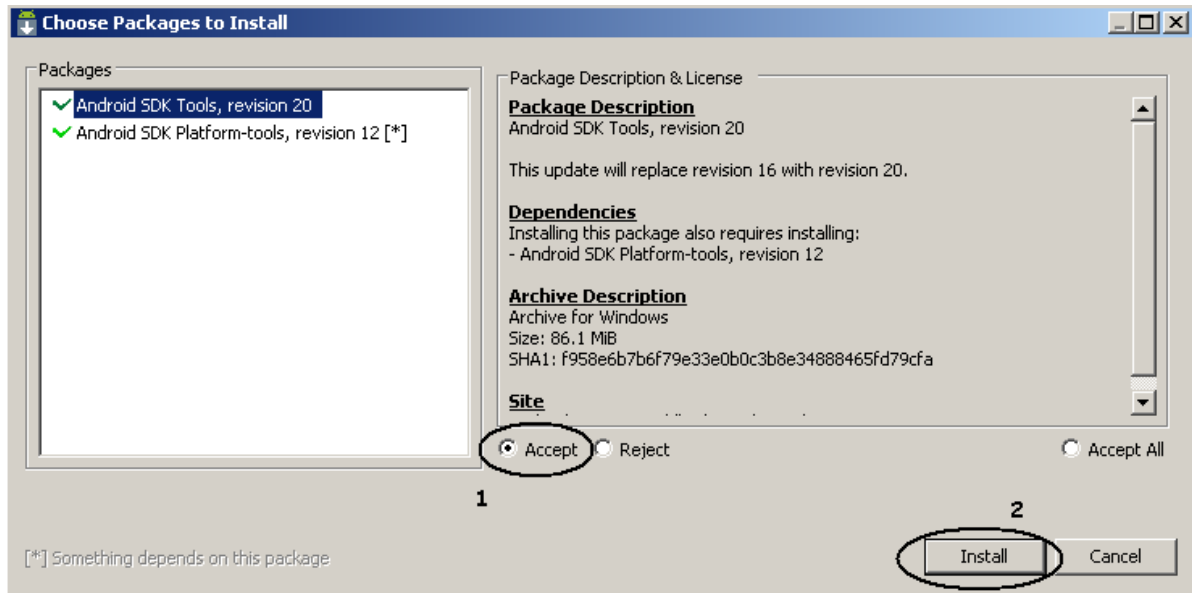 Choose Packages to Install
Packages
Android SDK Tools, revision 20
Android SDK Platform-tools, revision 12 [*]
Package Description & License
Package Description
Android SDK Tools, revision 20
This update will replace revision 16 with revision 20.
Dependencies
Installing this package also requires installing:
- Android SDK Platform-tools, revision 12
Archive Description
Archive for Windows
Size: 86.1 MiB
SHA1: f958e6b7b6f79e33e0b0c3b8e34888465fd79cfa
Site
Accept Reject Accept All
1
2
[*] Something depends on this package
Install Cancel